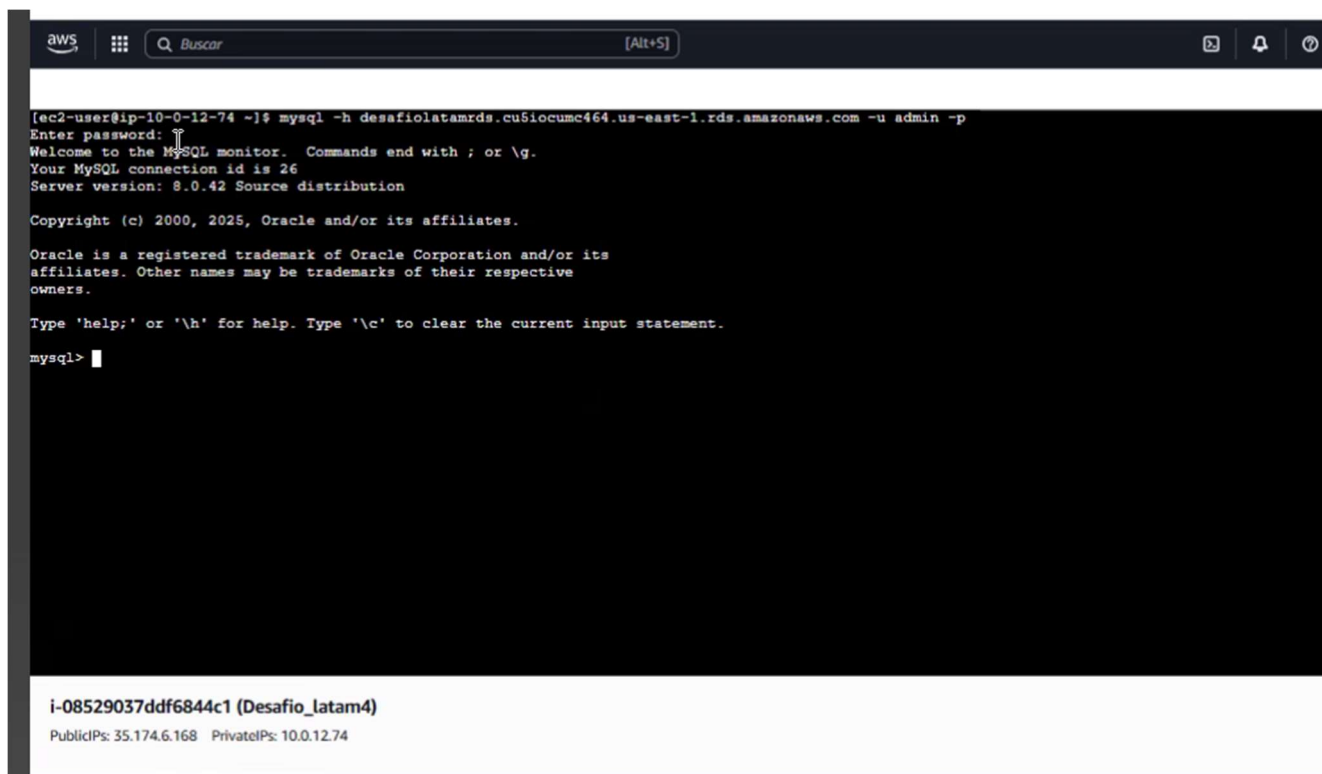 aws
Buscar [Alt+S]
[ec2-user@ip-10-0-12-74 ~]$ mysql -h desafiolatamrds.cu5iocumc464.us-east-1.rds.amazonaws.com -u admin -p
Enter password:
Welcome to the MySQL monitor.  Commands end with ; or \g.
Your MySQL connection id is 26
Server version: 8.0.42 Source distribution
Copyright (c) 2000, 2025, Oracle and/or its affiliates.
Oracle is a registered trademark of Oracle Corporation and/or its
affiliates. Other names may be trademarks of their respective
owners.
Type 'help;' or '\h' for help. Type '\c' to clear the current input statement.
mysql>
i-08529037ddf6844c1 (Desafio_latam4)
PublicIPs: 35.174.6.168 PrivateIPs: 10.0.12.74